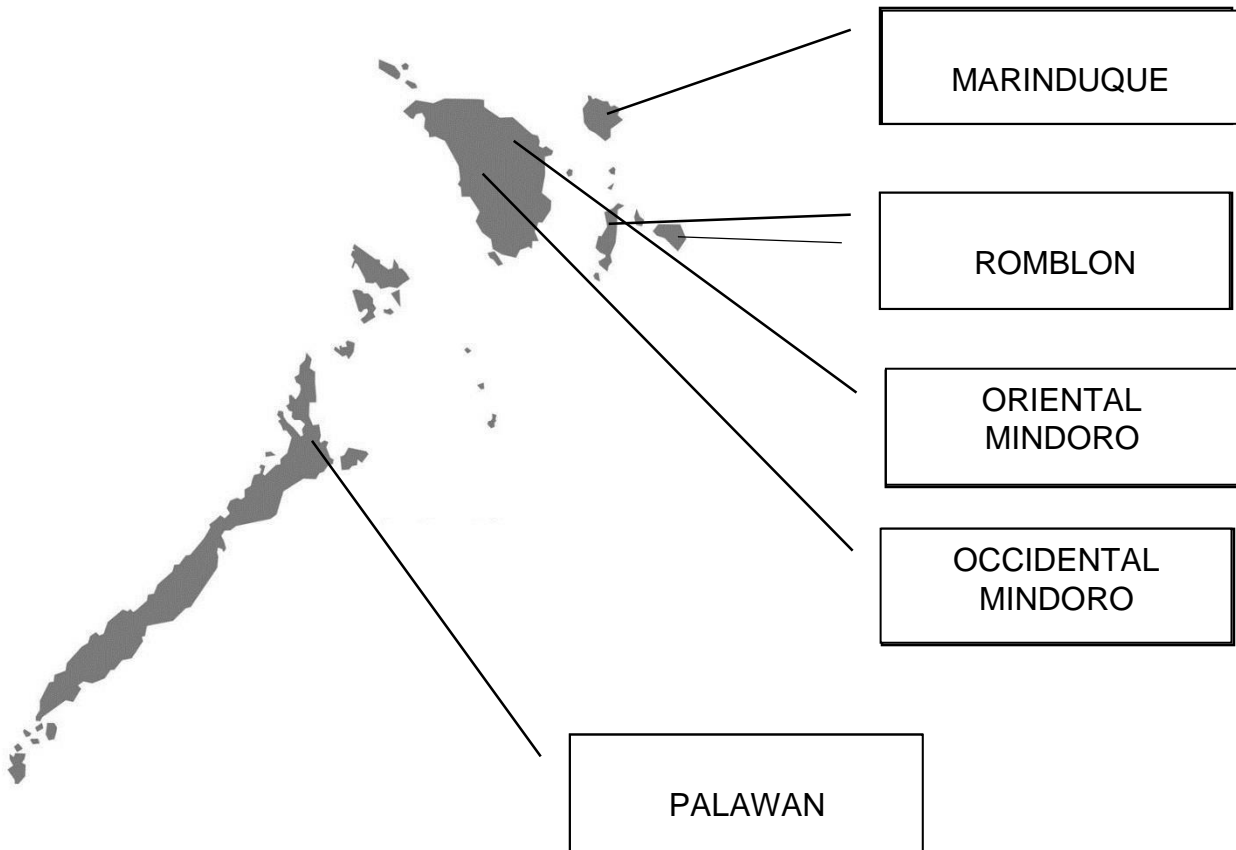 MARINDUQUE
ROMBLON
ORIENTAL
MINDORO
OCCIDENTAL
MINDORO
PALAWAN